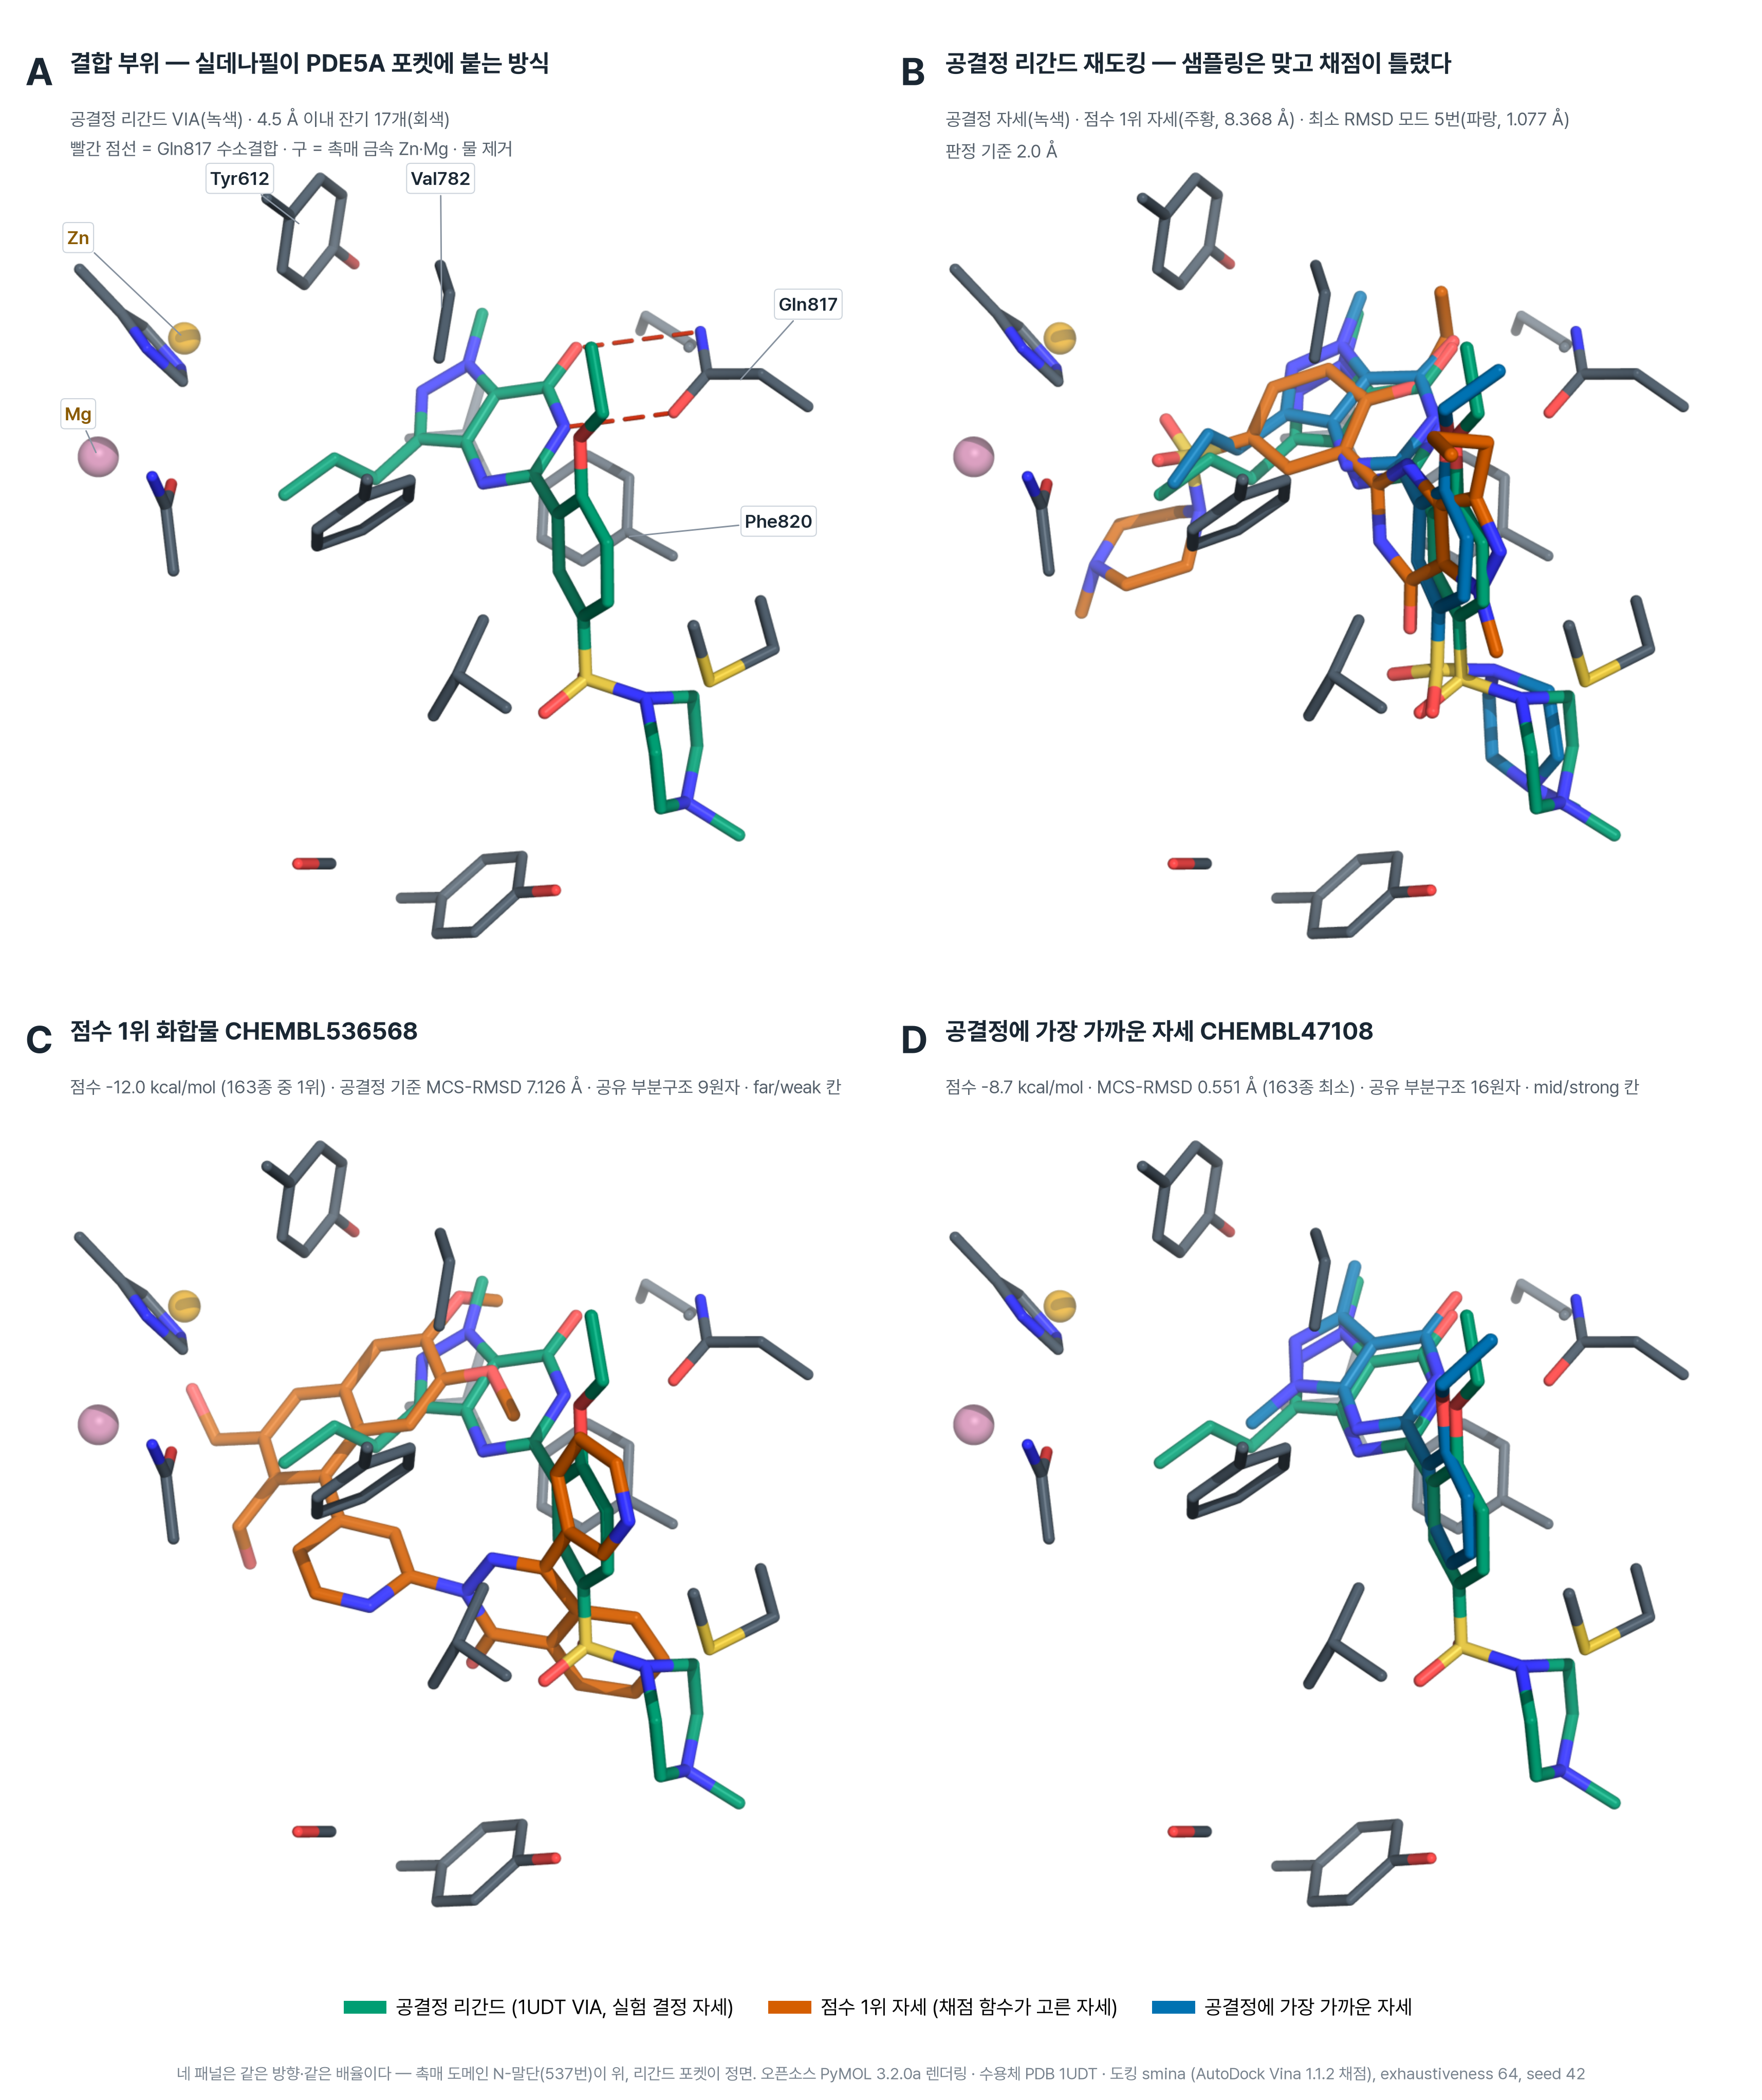 A 결합 부위 — 실데나필이 PDE5A 포켓에 붙는 방식
공결정 리간드 VIA(녹색) · 4.5 Å 이내 잔기 17개(회색)
빨간 점선 = Gln817 수소결합 · 구 = 촉매 금속 Zn·Mg · 물 제거
Tyr612
Val782
Zn
Gln817
Mg
Phe820
B 공결정 리간드 재도킹 — 샘플링은 맞고 채점이 틀렸다
공결정 자세(녹색) · 점수 1위 자세(주황, 8.368 Å) · 최소 RMSD 모드 5번(파랑, 1.077 Å)
판정 기준 2.0 Å
C 점수 1위 화합물 CHEMBL536568
점수 -12.0 kcal/mol (163종 중 1위) · 공결정 기준 MCS-RMSD 7.126 Å · 공유 부분구조 9원자 · far/weak 칸
D 공결정에 가장 가까운 자세 CHEMBL47108
점수 -8.7 kcal/mol · MCS-RMSD 0.551 Å (163종 최소) · 공유 부분구조 16원자 · mid/strong 칸
공결정 리간드 (1UDT VIA, 실험 결정 자세)
점수 1위 자세 (채점 함수가 고른 자세)
공결정에 가장 가까운 자세
네 패널은 같은 방향·같은 배율이다 — 촉매 도메인 N-말단(537번)이 위, 리간드 포켓이 정면. 오픈소스 PyMOL 3.2.0a 렌더링 · 수용체 PDB 1UDT · 도킹 smina (AutoDock Vina 1.1.2 채점), exhaustiveness 64, seed 42